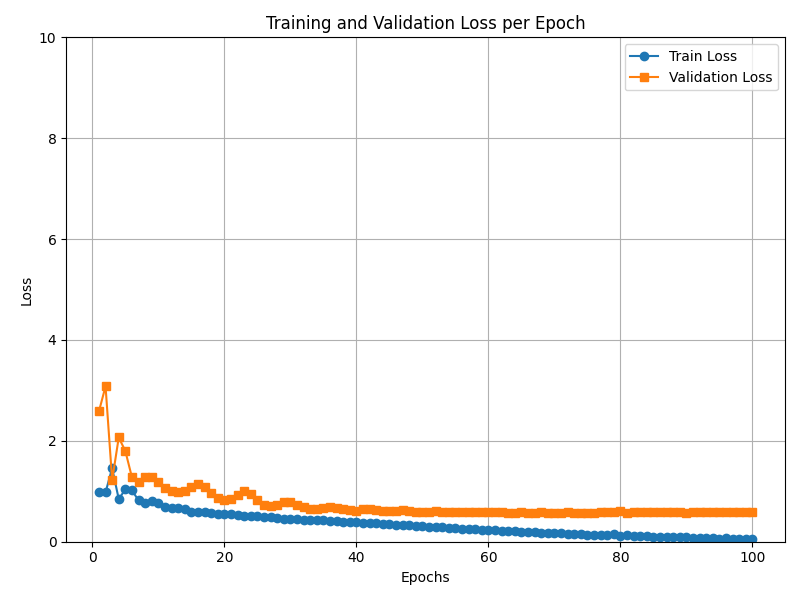 Training and Validation Loss per Epoch
Train Loss
Validation Loss
10
8
6
4
2
0
Loss
0 20 40 60 80 100
Epochs